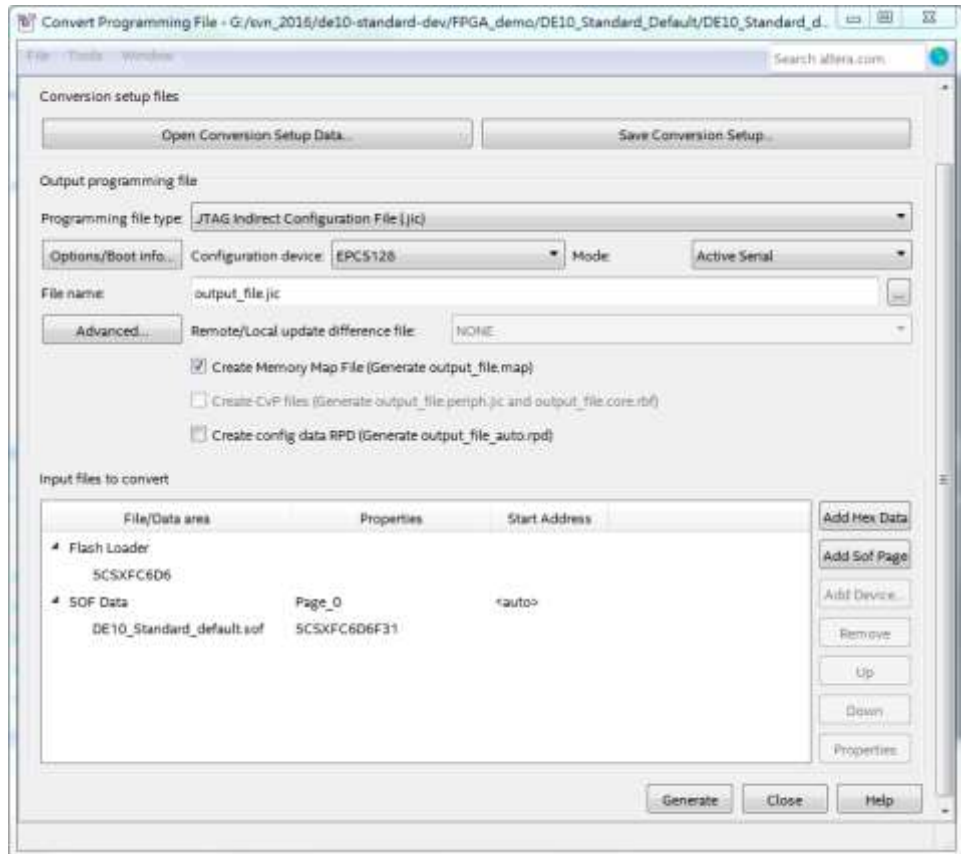 Convert Programming File - G:/svn_2016/de10-standard-dev/FPGA_demo/DE10_Standard_Default/DE10_Standard_d...
File Tools Window Search altera.com
Conversion setup files
Open Conversion Setup Data... Save Conversion Setup...
Output programming file
Programming file type: JTAG Indirect Configuration File (.jic)
Options/Boot info... Configuration device: EPCS128 Mode: Active Serial
File name: output_file.jic ...
Advanced... Remote/Local update difference file: NONE
Create Memory Map File (Generate output_file.map)
Create CvP files (Generate output_file.periph.jic and output_file.core.rbf)
Create config data RPD (Generate output_file_auto.rpd)
Input files to convert
File/Data area Properties Start Address Add Hex Data
Flash Loader Add Sof Page
5CSXFC6D6
SOF Data Page_0 <auto> Add Device...
DE10_Standard_default.sof 5CSXFC6D6F31 Remove
Up
Down
Properties
Generate Close Help